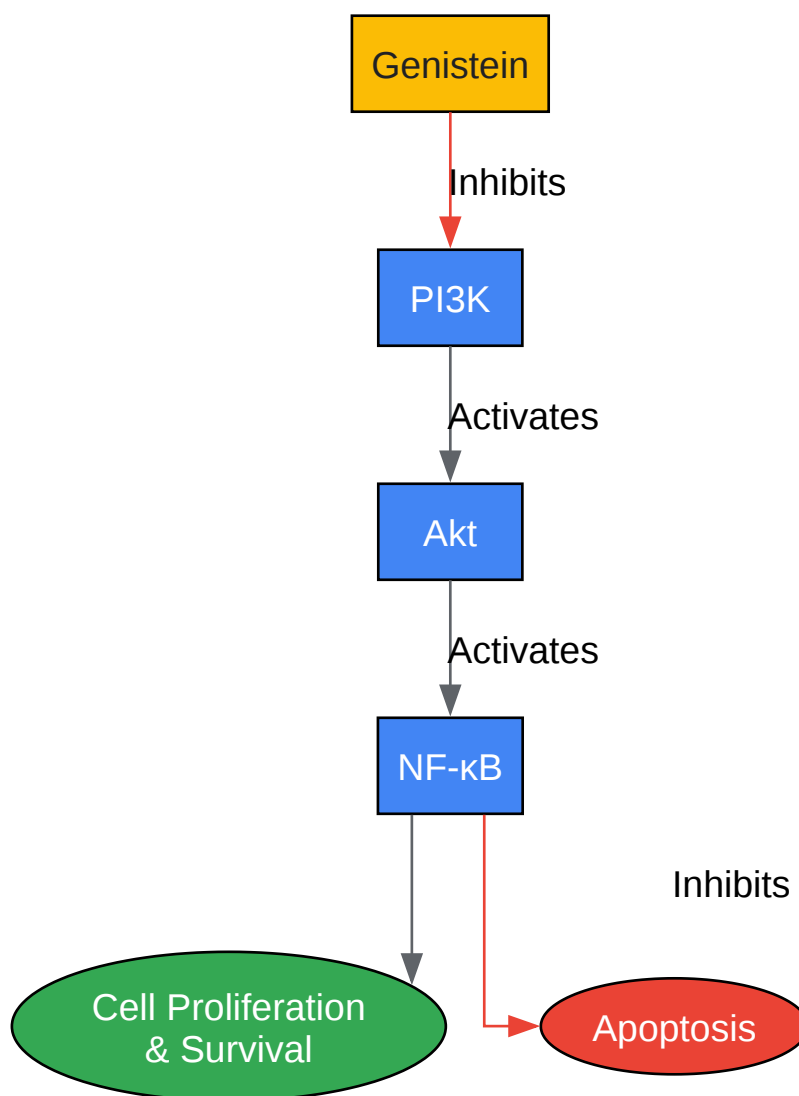 Genistein
Inhibits
PI3K
Activates
Akt
Activates
NF-κB
Inhibits
Cell Proliferation
& Survival
Apoptosis